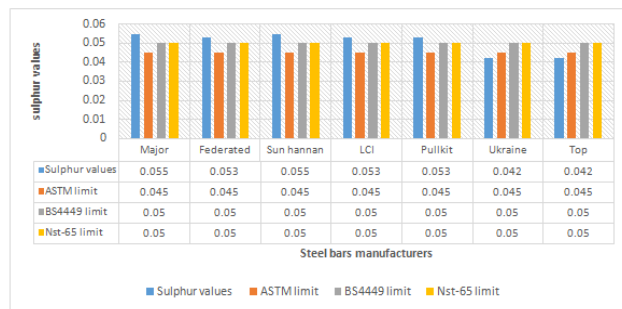 0.06
0.05
0.04
0.03
0.02
0.01
0
sulphur values
Major Federated Sun hannan LCI Pullkit Ukraine Top
Sulphur values 0.055 0.053 0.055 0.053 0.053 0.042 0.042
ASTM limit 0.045 0.045 0.045 0.045 0.045 0.045 0.045
BS4449 limit 0.05 0.05 0.05 0.05 0.05 0.05 0.05
Nst-65 limit 0.05 0.05 0.05 0.05 0.05 0.05 0.05
Steel bars manufacturers
Sulphur values ASTM limit BS4449 limit Nst-65 limit